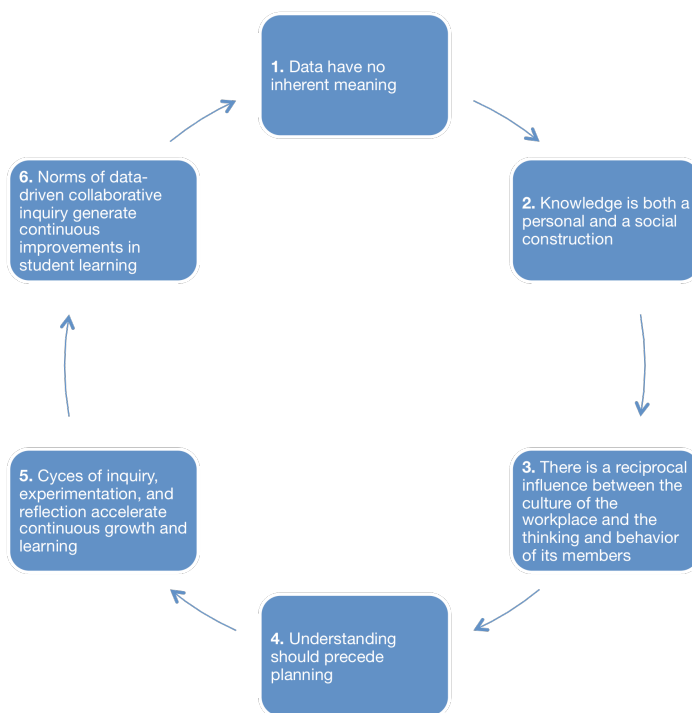 1. Data have no
inherent meaning
2. Knowledge is both a
personal and a social
construction
3. There is a reciprocal
influence between the
culture of the
workplace and the
thinking and behavior
of its members
4. Understanding
should precede
planning
5. Cyces of inquiry,
experimentation, and
reflection accelerate
continuous growth and
learning
6. Norms of data-
driven collaborative
inquiry generate
continuous
improvements in
student learning